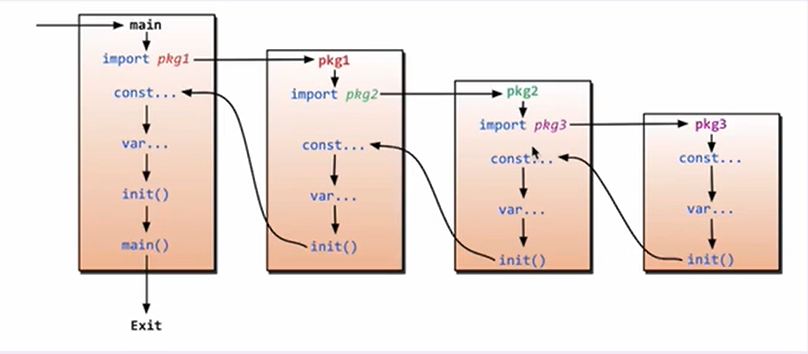 main
import pkg1
const...
var...
init()
main()
Exit
pkg1
import pkg2
const...
var...
init()
pkg2
import pkg3
const...
var...
init()
pkg3
const...
var...
init()